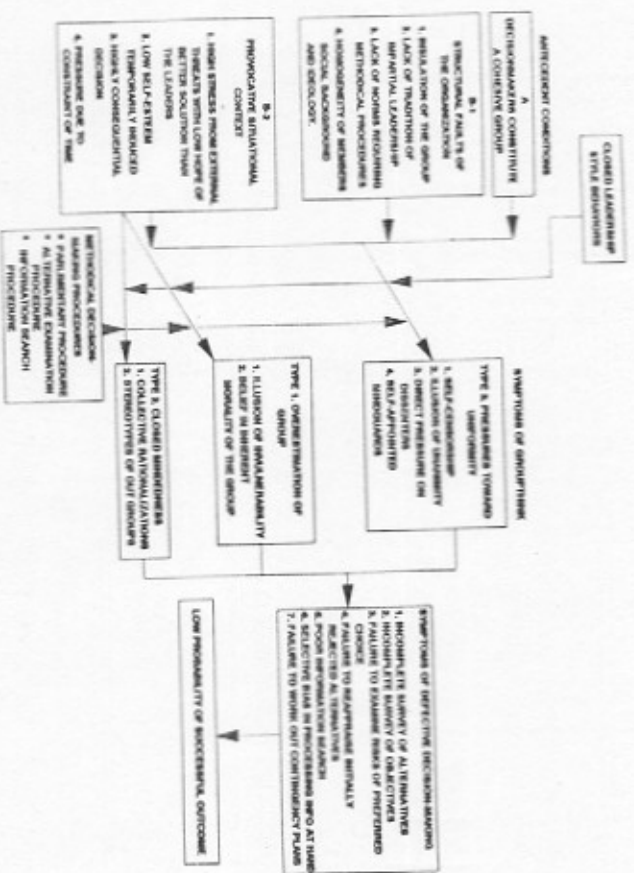 CLOSED LEADERSHIP
STYLE BEHAVIORS
ANTECEDENT CONDITIONS
A
DECISIONMAKERS CONSTITUTE
A COHESIVE GROUP
B-1
STRUCTURAL FAULTS OF
THE ORGANIZATION
1. INSULATION OF THE GROUP
2. LACK OF TRADITION OF
IMPARTIAL LEADERSHIP
3. LACK OF NORMS REQUIRING
METHODICAL PROCEDURES
4. HOMOGENEITY OF MEMBERS
SOCIAL BACKGROUND
AND IDEOLOGY.
B-2
PROVOCATIVE SITUATIONAL
CONTEXT
1. HIGH STRESS FROM EXTERNAL
THREATS WITH LOW HOPE OF
BETTER SOLUTION THAN
THE LEADERS
2. LOW SELF-ESTEEM
TEMPORARILY INDUCED
3. HIGHLY CONSEQUENTIAL
DECISION
4. PRESSURE DUE TO
CONSTRAINT OF TIME
METHODICAL DECISION-
MAKING PROCEDURES
* PARLIMENTARY PROCEDURE
* ALTERNATIVE EXAMINATION
PROCEDURE
* INFORMATION SEARCH
PROCEDURE
SYMPTOMS OF GROUPTHINK
TYPE 3. PRESSURES TOWARD
UNIFORMITY
1. SELF-CENSORSHIP
2. ILLUSION OF UNANIMITY
3. DIRECT PRESSURE ON
DISSENTERS
4. SELF-APPOINTED
MINDGUARDS
TYPE 1. OVERESTIMATION OF
GROUP
1. ILLUSION OF INVULNERABILITY
2. BELIEF IN INHERENT
MORALITY OF THE GROUP
TYPE 2. CLOSED MINDEDNESS
1. COLLECTIVE RATIONALIZATIONS
2. STEREOTYPES OF OUT GROUPS
SYMPTOMS OF DEFECTIVE DECISION-MAKING
1. INCOMPLETE SURVEY OF ALTERNATIVES
2. INCOMPLETE SURVEY OF OBJECTIVES
3. FAILURE TO EXAMINE RISKS OF PREFERRED
CHOICE
4. FAILURE TO REAPPRAISE INITIALLY
REJECTED ALTERNATIVES
5. POOR INFORMATION SEARCH
6. SELECTIVE BIAS IN PROCESSING INFO AT HAND
7. FAILURE TO WORK OUT CONTINGENCY PLANS
LOW PROBABILITY OF SUCCESSFUL OUTCOME